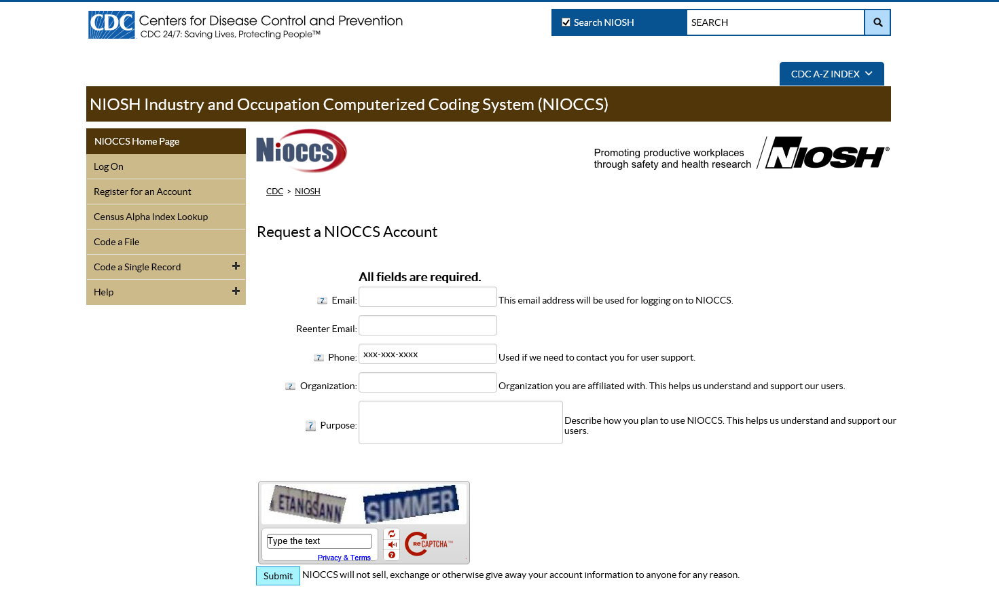 CDC Centers for Disease Control and Prevention
CDC 24/7: Saving Lives, Protecting People™
Search NIOSH SEARCH
CDC A-Z INDEX
NIOSH Industry and Occupation Computerized Coding System (NIOCCS)
NIOCCS Home Page
Log On
Register for an Account
Census Alpha Index Lookup
Code a File
Code a Single Record
Help
NIOCCS
Promoting productive workplaces
through safety and health research
NIOSH®
CDC > NIOSH
Request a NIOCCS Account
All fields are required.
? Email: This email address will be used for logging on to NIOCCS.
Reenter Email:
? Phone: xxx-xxx-xxxx Used if we need to contact you for user support.
? Organization: Organization you are affiliated with. This helps us understand and support our users.
? Purpose: Describe how you plan to use NIOCCS. This helps us understand and support our
users.
ETANGSANN SUMMER
Type the text
Privacy & Terms
? reCAPTCHA™
Submit NIOCCS will not sell, exchange or otherwise give away your account information to anyone for any reason.